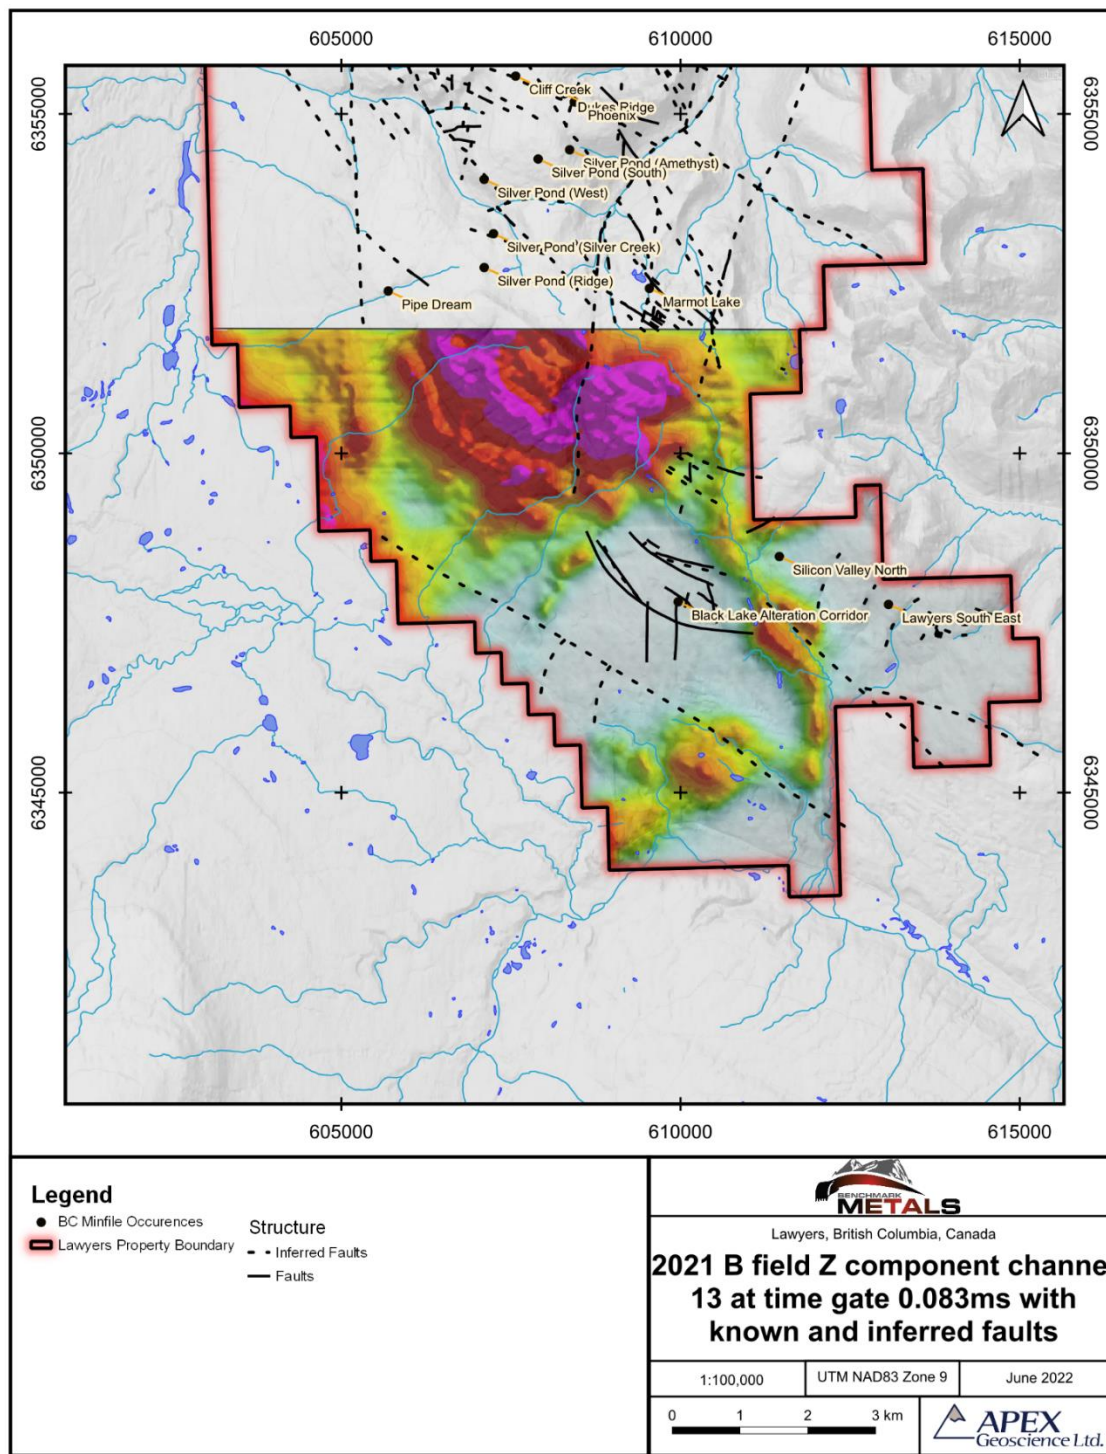 605000
610000
615000
6355000
6355000
Cliff Creek
Dukes Ridge
Phoenix
Silver Pond (Amethyst)
Silver Pond (South)
Silver Pond (West)
Silver Pond (Silver Creek)
Silver Pond (Ridge)
Pipe Dream
Marmot Lake
6350000
6350000
Silicon Valley North
Black Lake Alteration Corridor
Lawyers South East
6345000
6345000
605000
610000
615000
Legend
BC Minfile Occurences
Lawyers Property Boundary
Structure
Inferred Faults
Faults
BENCHMARK
METALS
Lawyers, British Columbia, Canada
2021 B field Z component channe
13 at time gate 0.083ms with
known and inferred faults
1:100,000
UTM NAD83 Zone 9
June 2022
0 1 2 3 km
APEX
Geoscience Ltd.